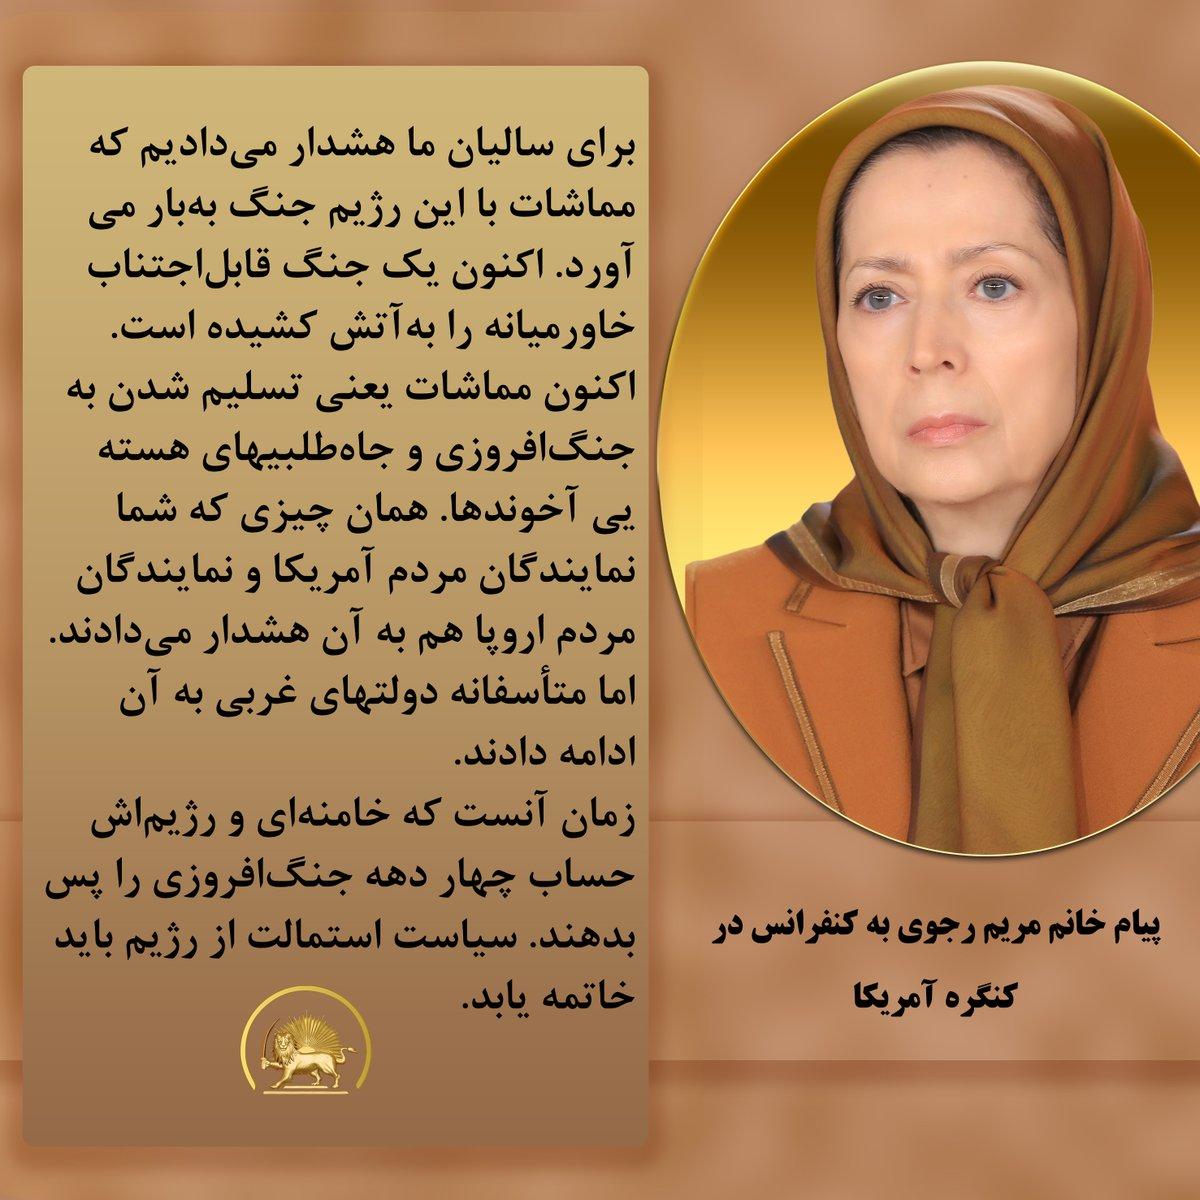 برای سالیان ما هشدار می‌دادیم که
مماشات با این رژیم جنگ به‌بار می
آورد. اکنون یک جنگ قابل‌اجتناب
خاورمیانه را به‌آتش کشیده است.
اکنون مماشات یعنی تسلیم شدن به
جنگ‌افروزی و جاه‌طلبیهای هسته
یی آخوندها. همان چیزی که شما
نمایندگان مردم آمریکا و نمایندگان
مردم اروپا هم به آن هشدار می‌دادند.
اما متأسفانه دولتهای غربی به آن
ادامه دادند.
زمان آنست که خامنه‌ای و رژیم‌اش
حساب چهار دهه جنگ‌افروزی را پس
بدهند. سیاست استمالت از رژیم باید
خاتمه یابد.
پیام خانم مریم رجوی به کنفرانس در
کنگره آمریکا